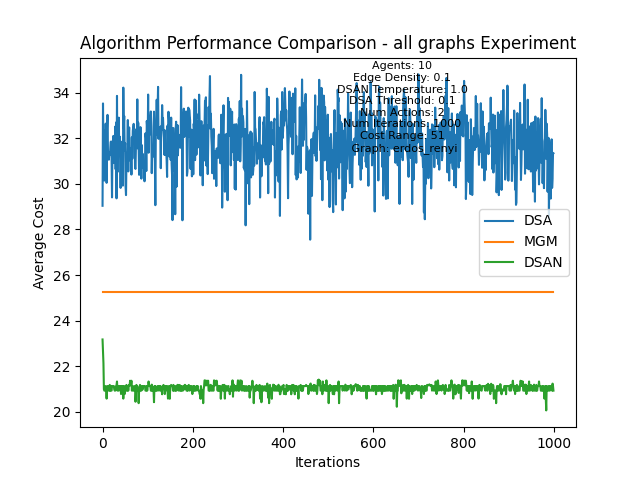 Algorithm Performance Comparison - all graphs Experiment
Agents: 10
Edge Density: 0.1
DSAN Temperature: 1.0
DSA Threshold: 0.1
Num Actions: 2
Num Iterations: 1000
Cost Range: 51
Graph: erdos_renyi
34
32
30
28
26
24
22
20
Average Cost
DSA
MGM
DSAN
0
200
400
600
800
1000
Iterations